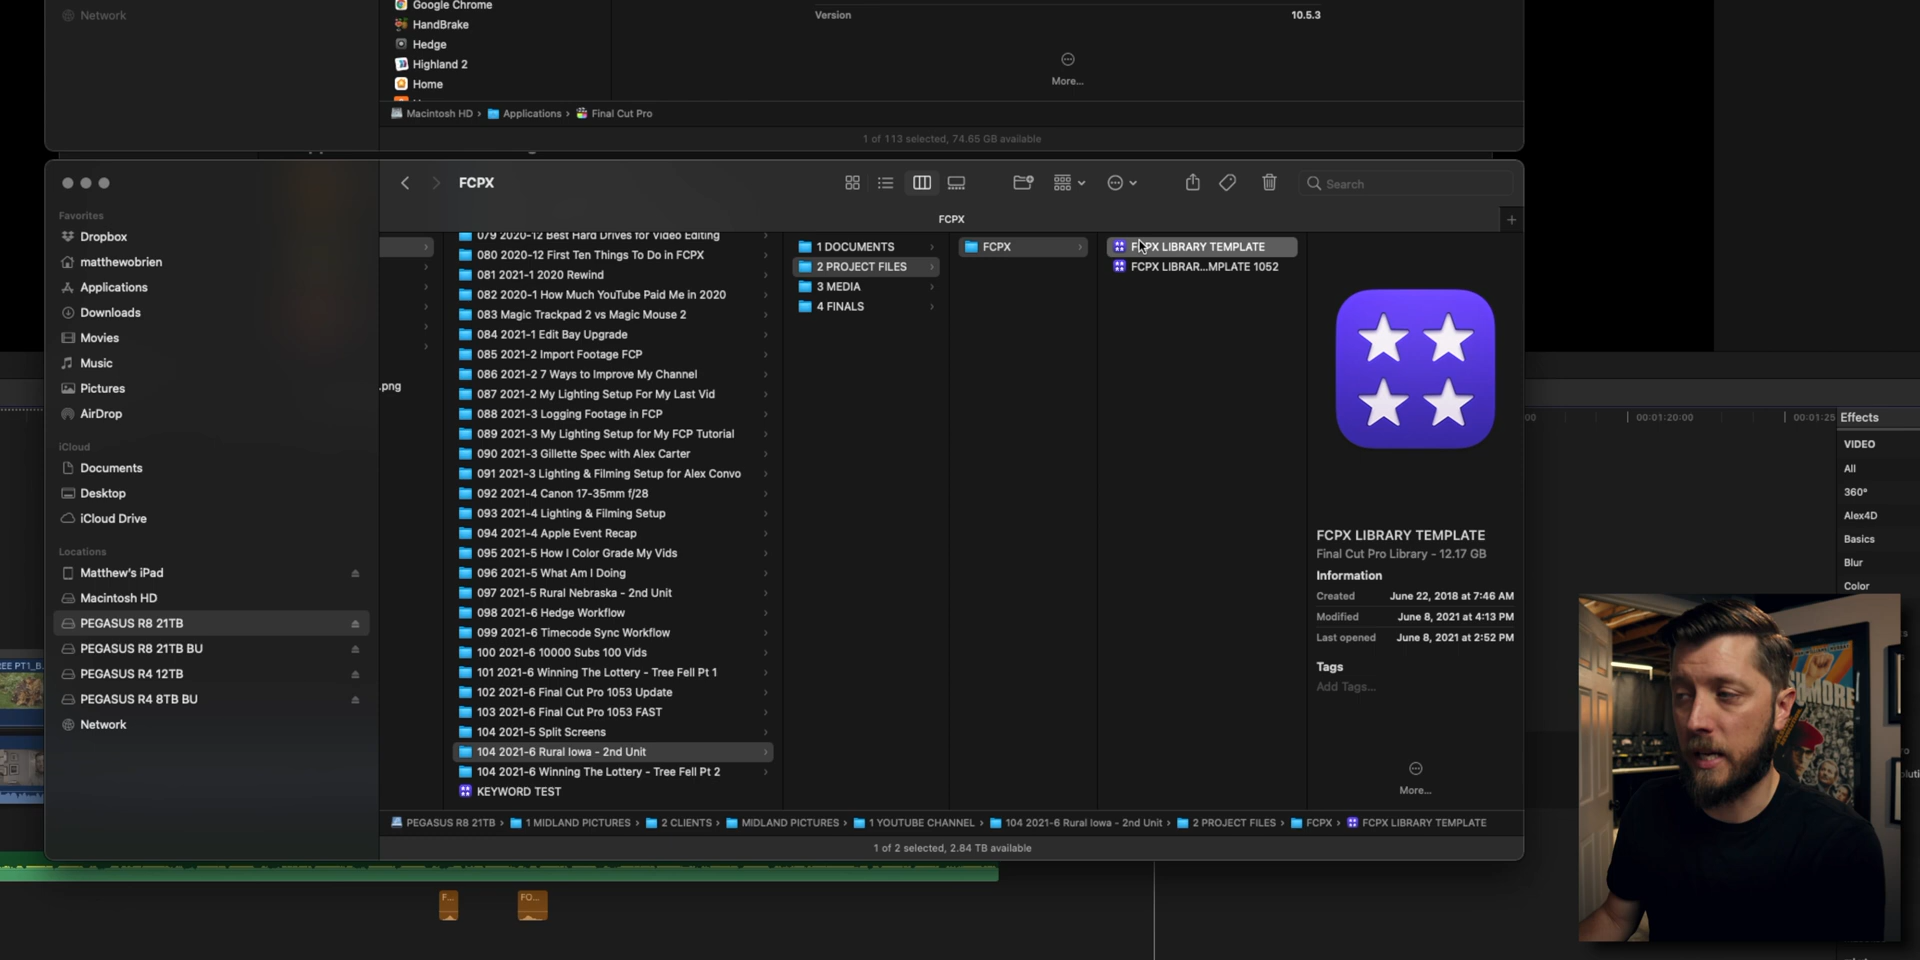 Network
Google Chrome
HandBrake
Hedge
Highland 2
Home
Version 10.5.3
More...
Macintosh HD › Applications › Final Cut Pro
1 of 113 selected, 74.65 GB available
FCPX
Search
FCPX
Favorites
Dropbox
matthewobrien
Applications
Downloads
Movies
Music
Pictures
AirDrop
iCloud
Documents
Desktop
iCloud Drive
Locations
Matthew's iPad
Macintosh HD
PEGASUS R8 21TB
PEGASUS R8 21TB BU
PEGASUS R4 12TB
PEGASUS R4 8TB BU
Network
.png
079 2020-12 Best Hard Drives for Video Editing
080 2020-12 First Ten Things To Do in FCPX
081 2021-1 2020 Rewind
082 2020-1 How Much YouTube Paid Me in 2020
083 Magic Trackpad 2 vs Magic Mouse 2
084 2021-1 Edit Bay Upgrade
085 2021-2 Import Footage FCP
086 2021-2 7 Ways to Improve My Channel
087 2021-2 My Lighting Setup For My Last Vid
088 2021-3 Logging Footage in FCP
089 2021-3 My Lighting Setup for My FCP Tutorial
090 2021-3 Gillette Spec with Alex Carter
091 2021-3 Lighting & Filming Setup for Alex Convo
092 2021-4 Canon 17-35mm f/28
093 2021-4 Lighting & Filming Setup
094 2021-4 Apple Event Recap
095 2021-5 How I Color Grade My Vids
096 2021-5 What Am I Doing
097 2021-5 Rural Nebraska - 2nd Unit
098 2021-6 Hedge Workflow
099 2021-6 Timecode Sync Workflow
100 2021-6 10000 Subs 100 Vids
101 2021-6 Winning The Lottery - Tree Fell Pt 1
102 2021-6 Final Cut Pro 1053 Update
103 2021-6 Final Cut Pro 1053 FAST
104 2021-5 Split Screens
104 2021-6 Rural Iowa - 2nd Unit
104 2021-6 Winning The Lottery - Tree Fell Pt 2
KEYWORD TEST
1 DOCUMENTS
2 PROJECT FILES
3 MEDIA
4 FINALS
FCPX
FCPX LIBRARY TEMPLATE
FCPX LIBRAR...MPLATE 1052
FCPX LIBRARY TEMPLATE
Final Cut Pro Library - 12.17 GB
Information
Created June 22, 2018 at 7:46 AM
Modified June 8, 2021 at 4:13 PM
Last opened June 8, 2021 at 2:52 PM
Tags
Add Tags...
More...
PEGASUS R8 21TB › 1 MIDLAND PICTURES › 2 CLIENTS › MIDLAND PICTURES › 1 YOUTUBE CHANNEL › 104 2021-6 Rural Iowa - 2nd Unit › 2 PROJECT FILES › FCPX › FCPX LIBRARY TEMPLATE
1 of 2 selected, 2.84 TB available
00:01:20:00
00:01:25
Effects
VIDEO
All
360°
Alex4D
Basics
Blur
Color
F...
FO...